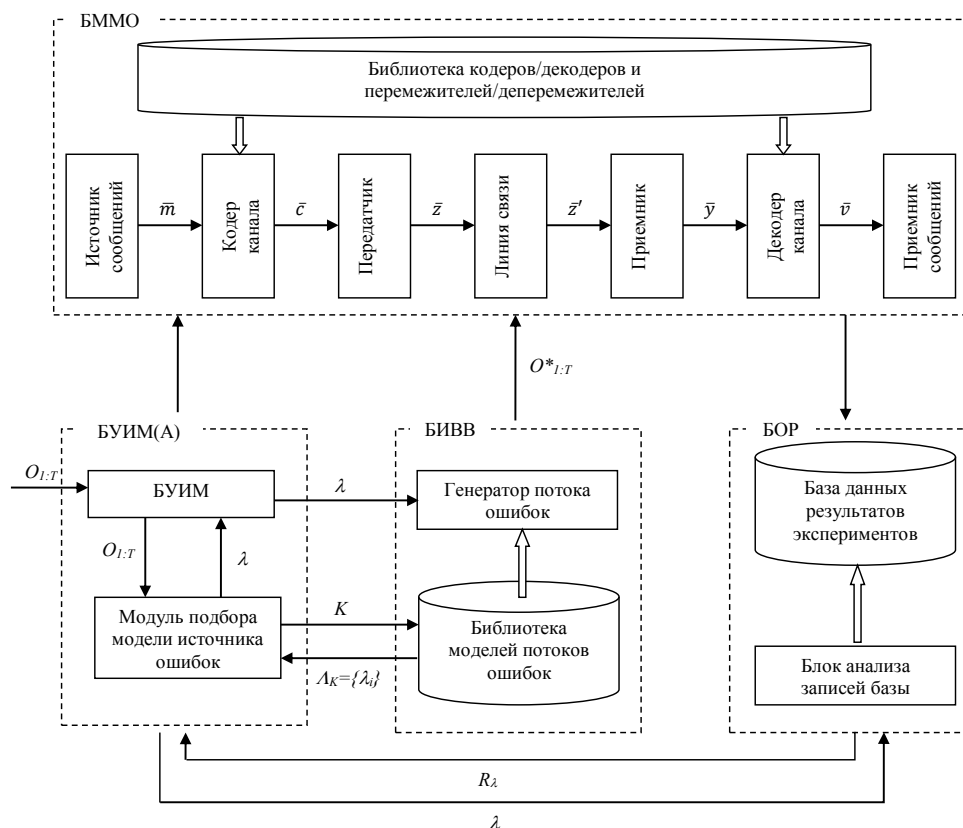 БММО
Библиотека кодеров/декодеров и
перемежителей/деперемежителей
Источник
сообщений
m̄
Кодер
канала
c̄
Передатчик
z̄
Линия связи
z̄′
Приемник
ȳ
Декодер
канала
v̄
Приемник
сообщений
O*1:T
БУИМ(А)
O1:T
БУИМ
λ
O1:T
λ
Модуль подбора
модели источника
ошибок
K
ΛK={λi}
БИВВ
Генератор потока
ошибок
Библиотека
моделей потоков
ошибок
БОР
База данных
результатов
экспериментов
Блок анализа
записей базы
Rλ
λ